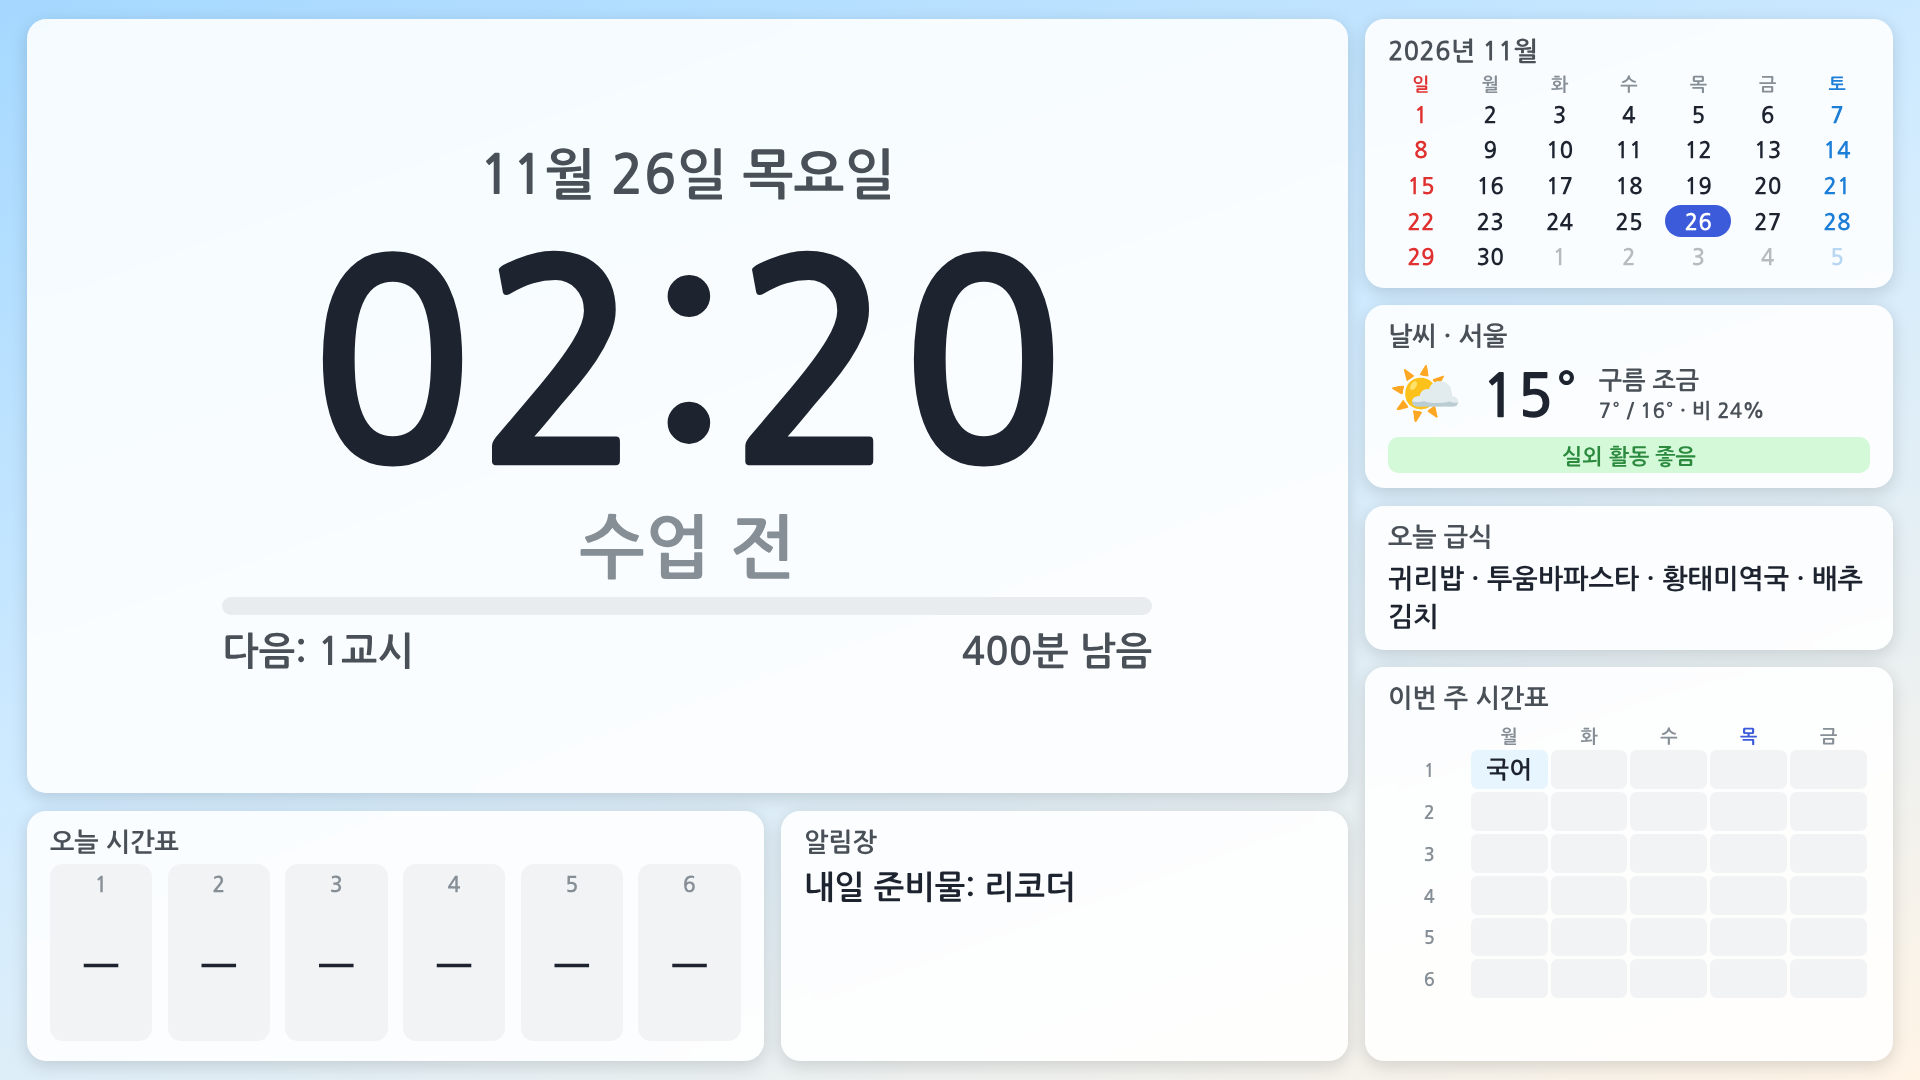 11월 26일 목요일
02:20
수업 전
다음: 1교시 400분 남음
오늘 시간표
1 2 3 4 5 6
— — — — — —
알림장
내일 준비물: 리코더
2026년 11월
일 월 화 수 목 금 토
1 2 3 4 5 6 7
8 9 10 11 12 13 14
15 16 17 18 19 20 21
22 23 24 25 26 27 28
29 30 1 2 3 4 5
날씨 · 서울
15° 구름 조금
7° / 16° · 비 24%
실외 활동 좋음
오늘 급식
귀리밥 · 투움바파스타 · 황태미역국 · 배추
김치
이번 주 시간표
월 화 수 목 금
1 국어
2
3
4
5
6